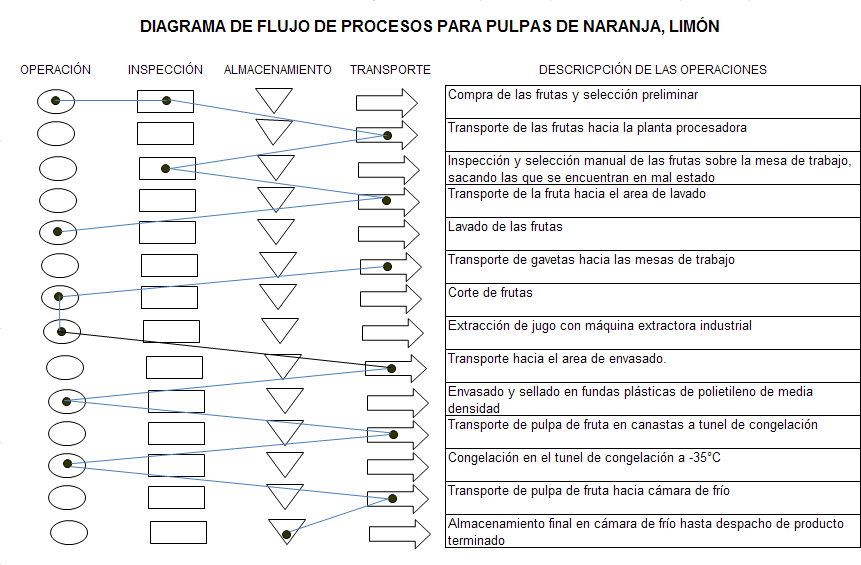 DIAGRAMA DE FLUJO DE PROCESOS PARA PULPAS DE NARANJA, LIMÓN
OPERACIÓN INSPECCIÓN ALMACENAMIENTO TRANSPORTE DESCRICPCIÓN DE LAS OPERACIONES
Compra de las frutas y selección preliminar
Transporte de las frutas hacia la planta procesadora
Inspección y selección manual de las frutas sobre la mesa de trabajo,
sacando las que se encuentran en mal estado
Transporte de la fruta hacia el area de lavado
Lavado de las frutas
Transporte de gavetas hacia las mesas de trabajo
Corte de frutas
Extracción de jugo con máquina extractora industrial
Transporte hacia el area de envasado.
Envasado y sellado en fundas plásticas de polietileno de media
densidad
Transporte de pulpa de fruta en canastas a tunel de congelación
Congelación en el tunel de congelación a -35°C
Transporte de pulpa de fruta hacia cámara de frío
Almacenamiento final en cámara de frío hasta despacho de producto
terminado